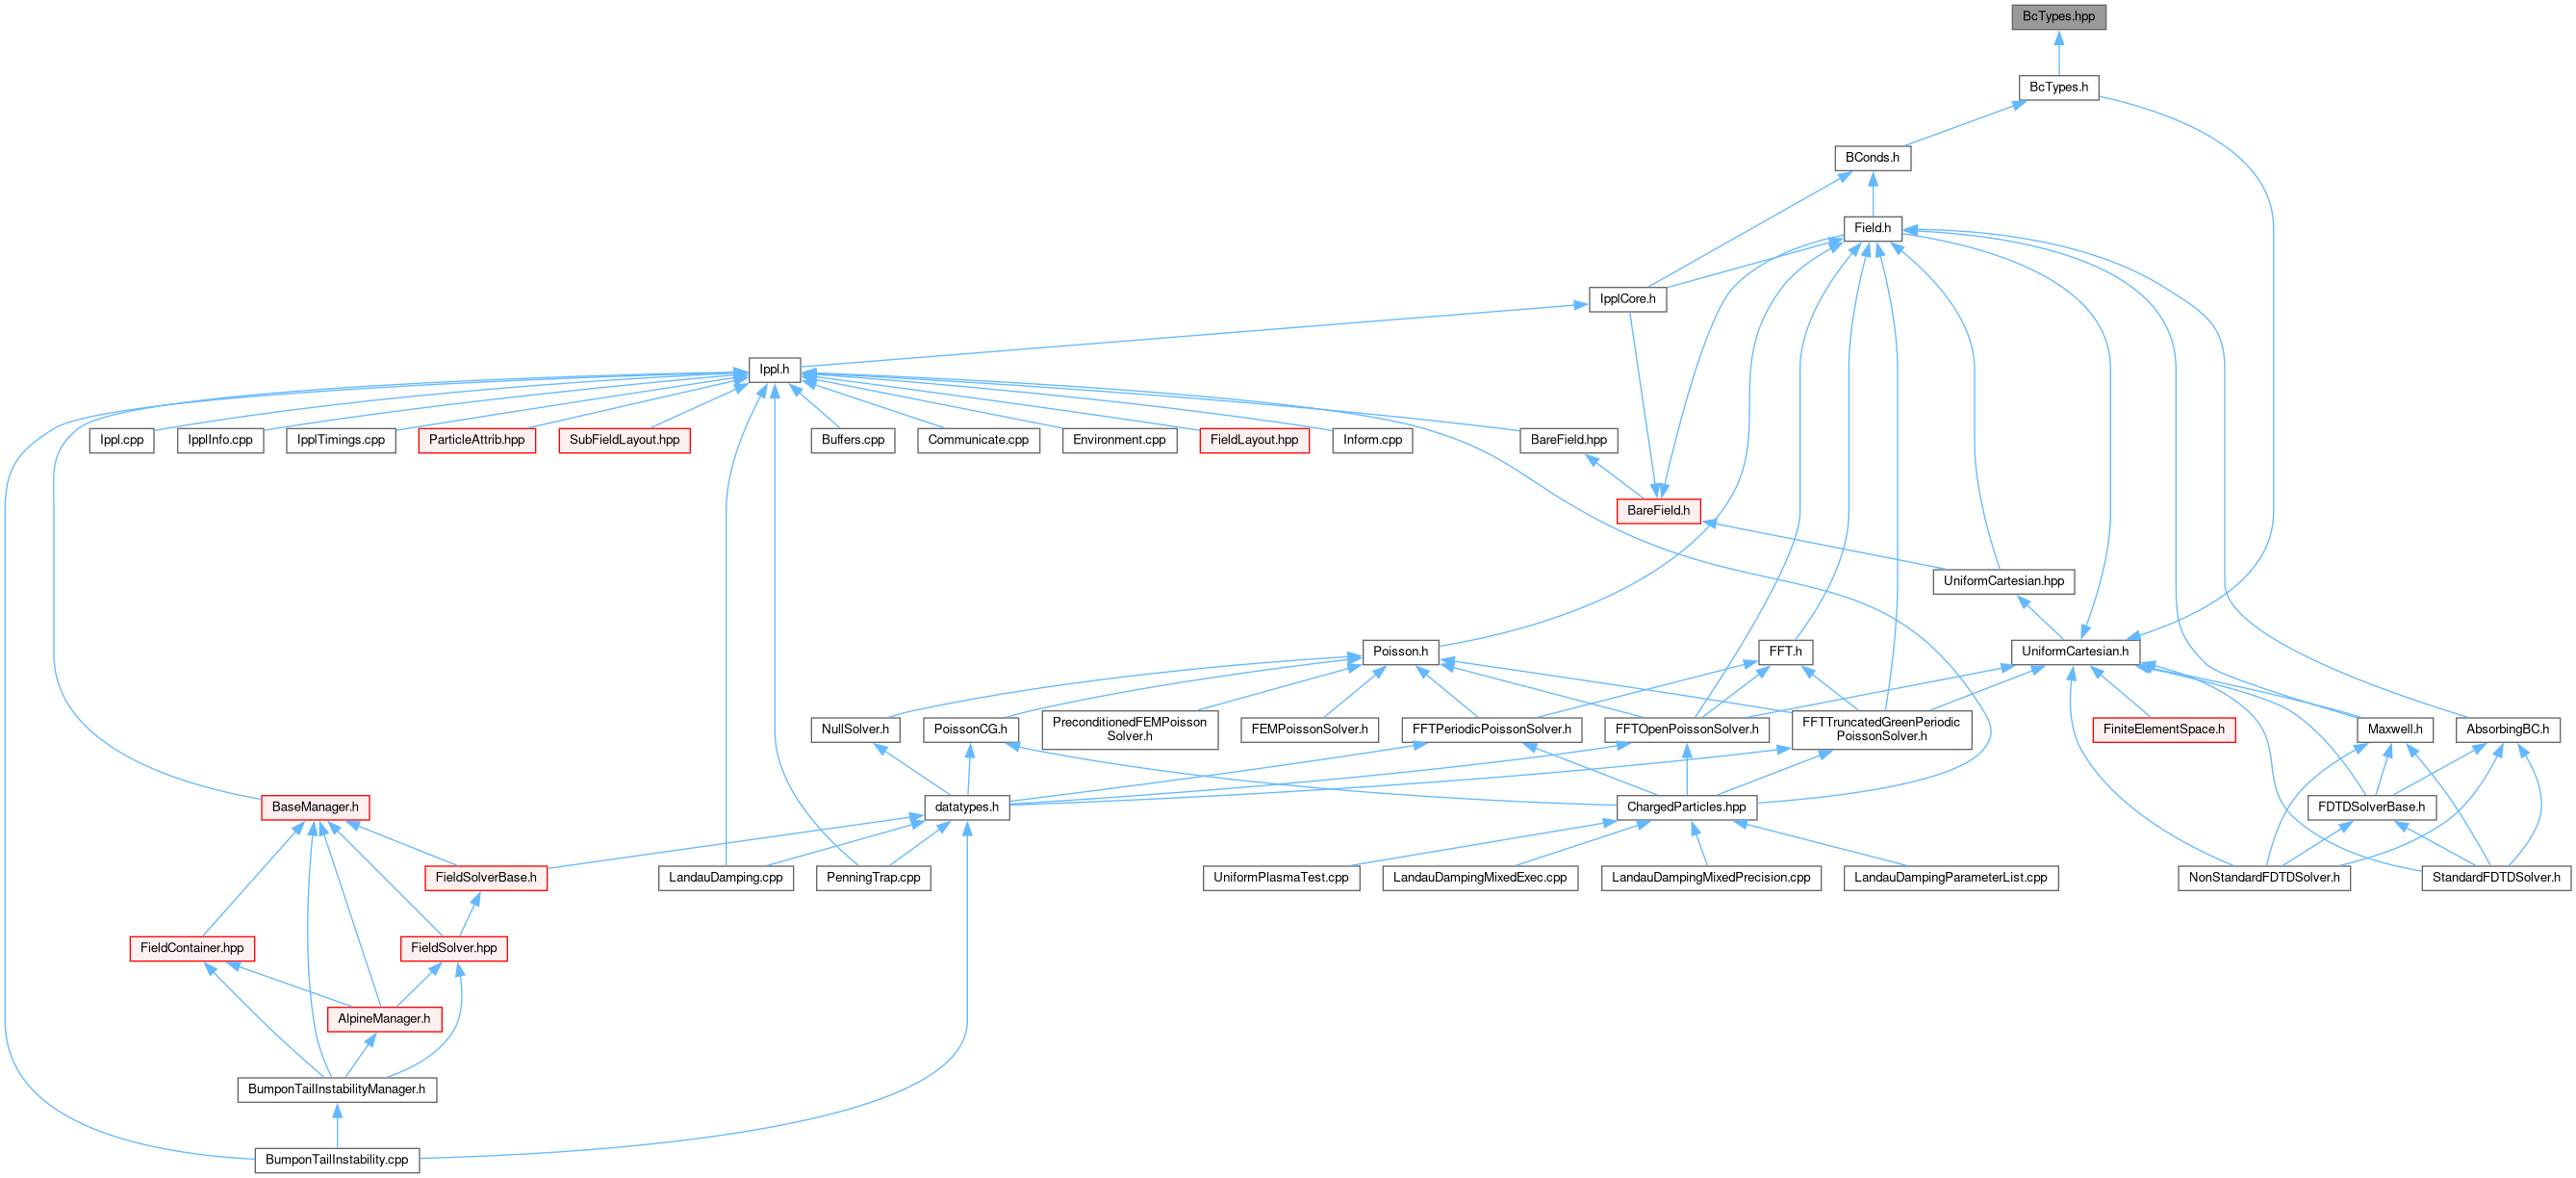 BcTypes.hpp
BcTypes.h
BConds.h
Field.h
IpplCore.h
Ippl.h
Ippl.cpp
IpplInfo.cpp
IpplTimings.cpp
ParticleAttrib.hpp
SubFieldLayout.hpp
Buffers.cpp
Communicate.cpp
Environment.cpp
FieldLayout.hpp
Inform.cpp
BareField.hpp
BareField.h
UniformCartesian.hpp
Poisson.h
FFT.h
UniformCartesian.h
NullSolver.h
PoissonCG.h
PreconditionedFEMPoisson
Solver.h
FEMPoissonSolver.h
FFTPeriodicPoissonSolver.h
FFTOpenPoissonSolver.h
FFTTruncatedGreenPeriodic
PoissonSolver.h
FiniteElementSpace.h
Maxwell.h
AbsorbingBC.h
BaseManager.h
datatypes.h
ChargedParticles.hpp
FDTDSolverBase.h
FieldSolverBase.h
LandauDamping.cpp
PenningTrap.cpp
UniformPlasmaTest.cpp
LandauDampingMixedExec.cpp
LandauDampingMixedPrecision.cpp
LandauDampingParameterList.cpp
NonStandardFDTDSolver.h
StandardFDTDSolver.h
FieldContainer.hpp
FieldSolver.hpp
AlpineManager.h
BumponTailInstabilityManager.h
BumponTailInstability.cpp